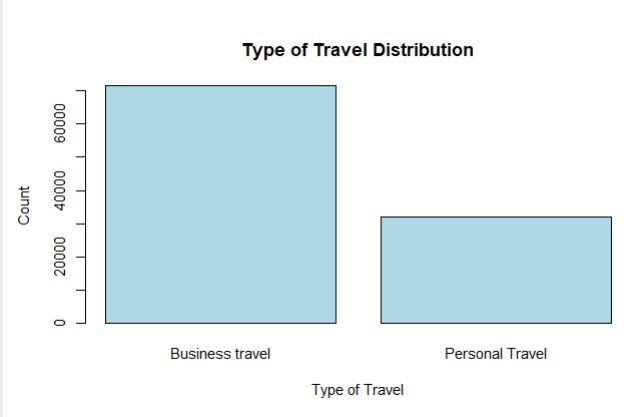 Type of Travel Distribution
60000
40000
20000
0
Count
Business travel
Personal Travel
Type of Travel